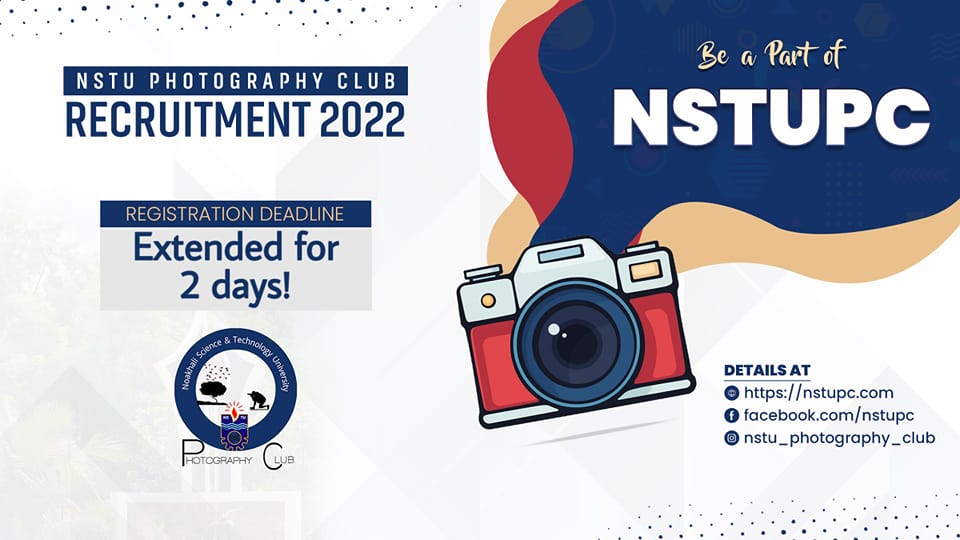 NSTU PHOTOGRAPHY CLUB
RECRUITMENT 2022
REGISTRATION DEADLINE
Extended for
2 days!
Noakhali Science & Technology University
PHOTOGRAPHY CLUB
Be a Part of
NSTUPC
DETAILS AT
https://nstupc.com
facebook.com/nstupc
nstu_photography_club